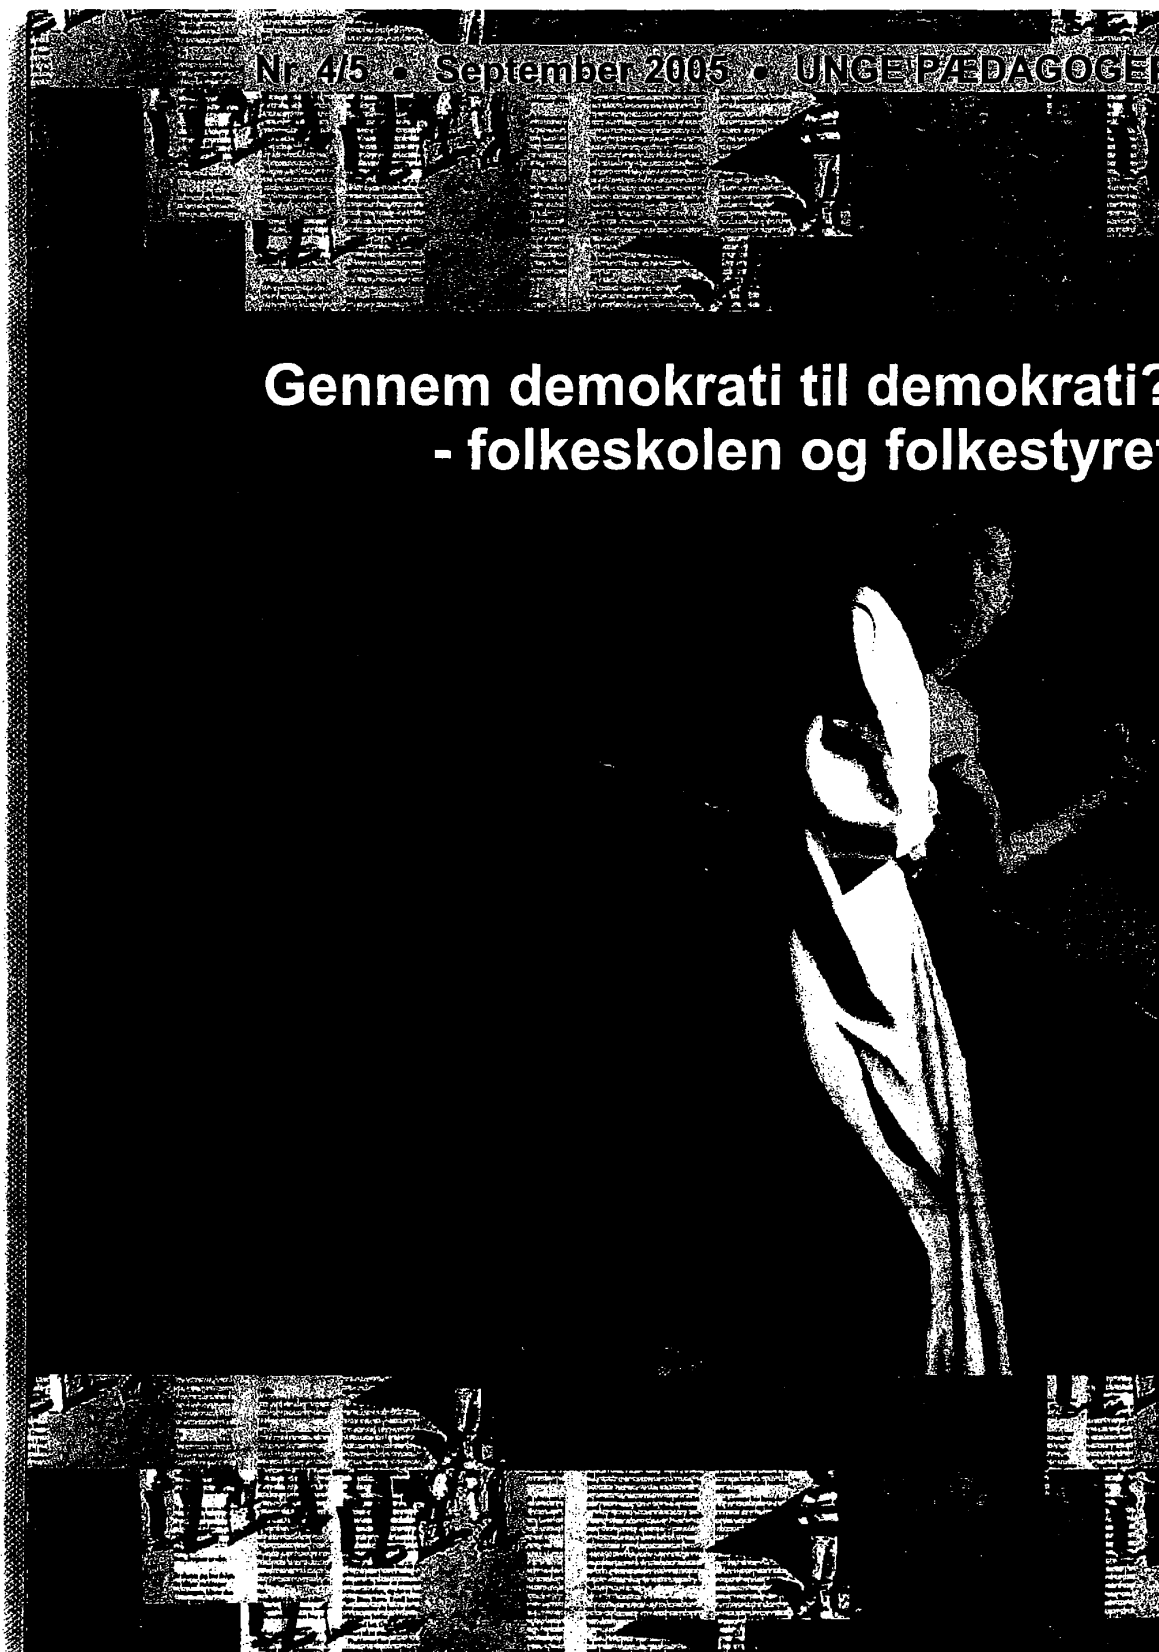 Nr. 4/5 • September 2005 • UNGE PÆDAGOGER
Gennem demokrati til demokrati?
- folkeskolen og folkestyret